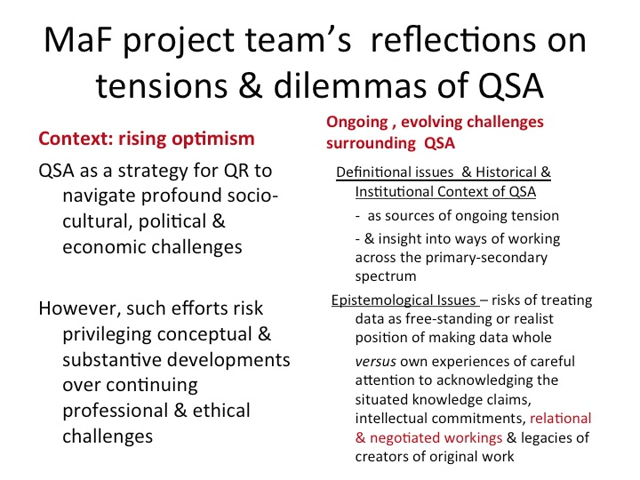 MaF project team’s  reflections on
tensions & dilemmas of QSA
Context: rising optimism
QSA as a strategy for QR to
navigate profound socio-
cultural, political &
economic challenges
However, such efforts risk
privileging conceptual &
substantive developments
over continuing
professional & ethical
challenges
Ongoing , evolving challenges
surrounding  QSA
Definitional issues  & Historical &
Institutional Context of QSA
-  as sources of ongoing tension
- & insight into ways of working
across the primary-secondary
spectrum
Epistemological Issues – risks of treating
data as free-standing or realist
position of making data whole
versus own experiences of careful
attention to acknowledging the
situated knowledge claims,
intellectual commitments, relational
& negotiated workings & legacies of
creators of original work